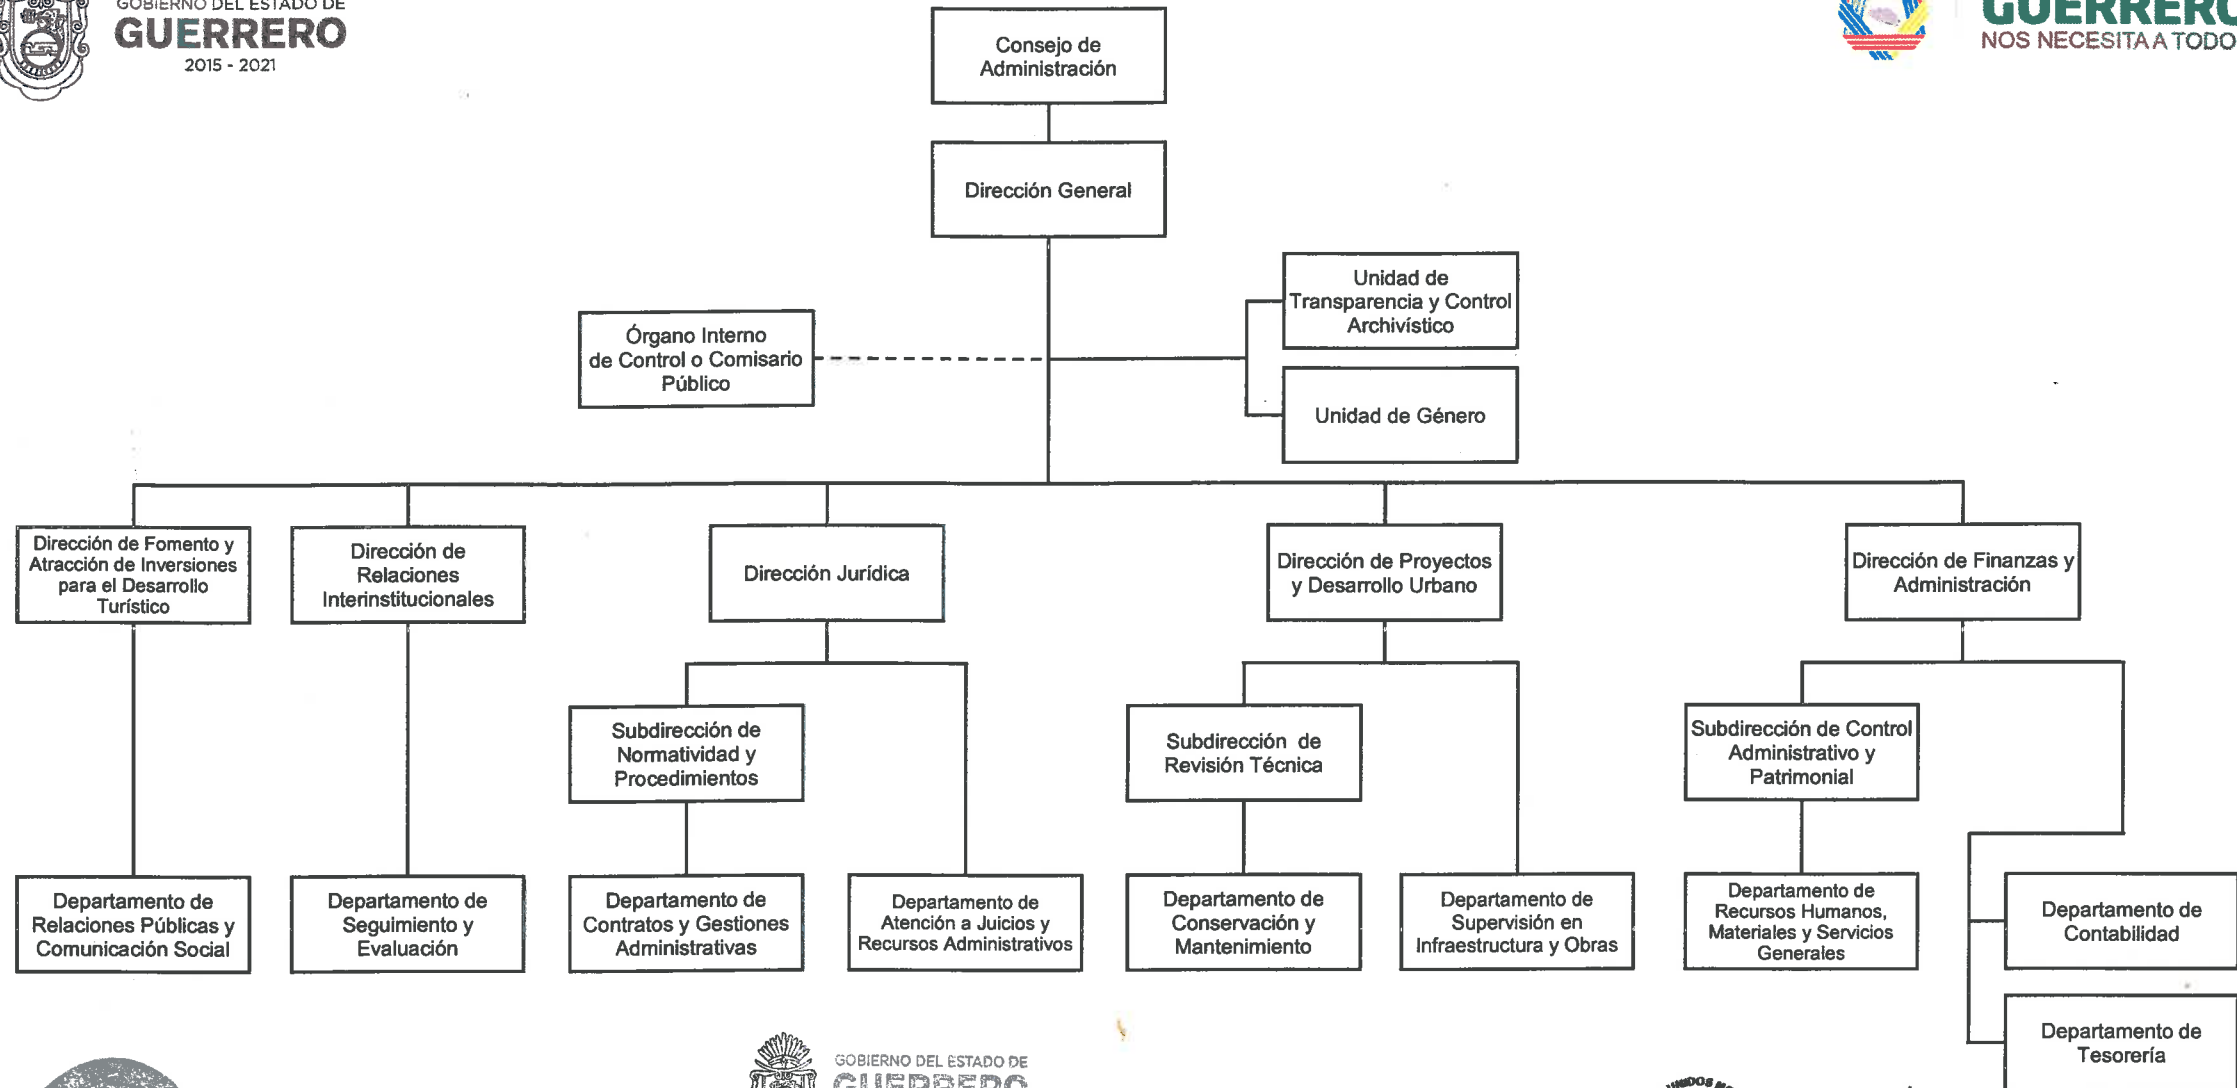 GOBIERNO DEL ESTADO DE
GUERRERO
2015 - 2021
GUERRERO
NOS NECESITA A TODO
Consejo de
Administración
Dirección General
Unidad de
Transparencia y Control
Archivístico
Órgano Interno
de Control o Comisario
Público
Unidad de Género
Dirección de Fomento y
Atracción de Inversiones
para el Desarrollo
Turístico
Dirección de
Relaciones
Interinstitucionales
Dirección Jurídica
Dirección de Proyectos
y Desarrollo Urbano
Dirección de Finanzas y
Administración
Subdirección de
Normatividad y
Procedimientos
Subdirección de
Revisión Técnica
Subdirección de Control
Administrativo y
Patrimonial
Departamento de
Relaciones Públicas y
Comunicación Social
Departamento de
Seguimiento y
Evaluación
Departamento de
Contratos y Gestiones
Administrativas
Departamento de
Atención a Juicios y
Recursos Administrativos
Departamento de
Conservación y
Mantenimiento
Departamento de
Supervisión en
Infraestructura y Obras
Departamento de
Recursos Humanos,
Materiales y Servicios
Generales
Departamento de
Contabilidad
Departamento de
Tesorería
GOBIERNO DEL ESTADO DE
GUERRERO